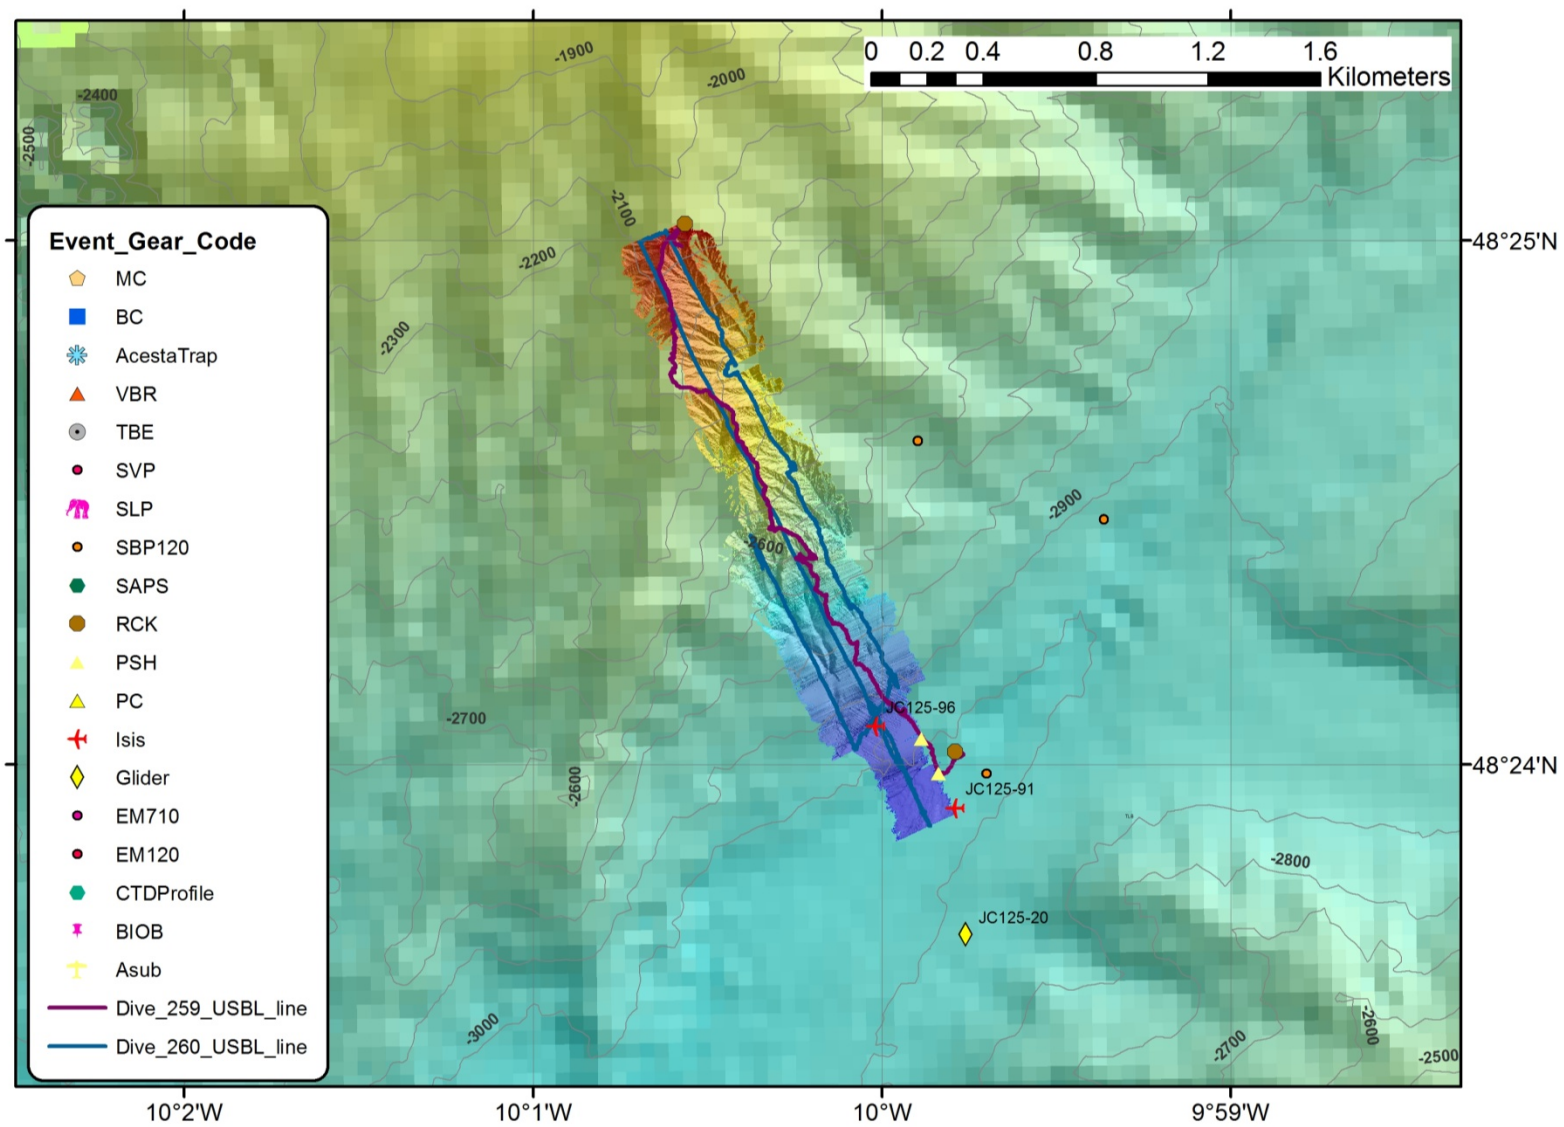 0 0.2 0.4 0.8 1.2 1.6
Kilometers
-1900
-2000
-2400
-2500
-2100
-2200
-2300
48°25'N
Event_Gear_Code
MC
BC
AcestaTrap
VBR
TBE
SVP
SLP
SBP120
SAPS
RCK
PSH
PC
Isis
Glider
EM710
EM120
CTDProfile
BIOB
Asub
Dive_259_USBL_line
Dive_260_USBL_line
-2900
-2600
JC125-96
-2700
48°24'N
-2600
JC125-91
-2800
JC125-20
-3000
-2600
-2700
-2500
10°2'W
10°1'W
10°W
9°59'W